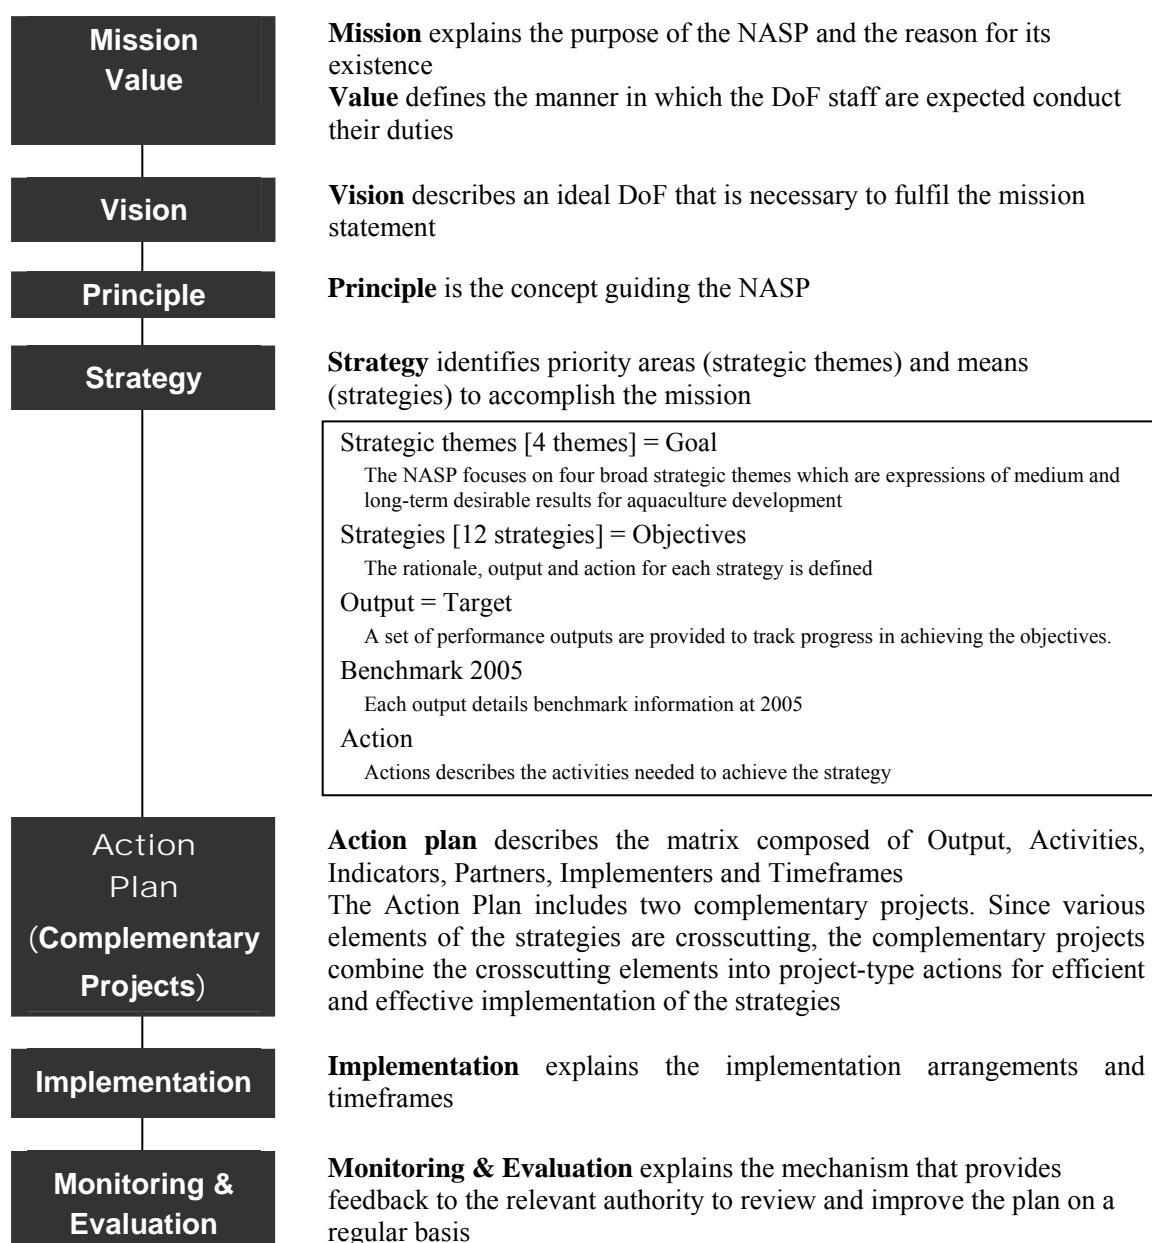 Mission
Value
Mission explains the purpose of the NASP and the reason for its
existence
Value defines the manner in which the DoF staff are expected conduct
their duties
Vision
Vision describes an ideal DoF that is necessary to fulfil the mission
statement
Principle
Principle is the concept guiding the NASP
Strategy
Strategy identifies priority areas (strategic themes) and means
(strategies) to accomplish the mission
Strategic themes [4 themes] = Goal
The NASP focuses on four broad strategic themes which are expressions of medium and
long-term desirable results for aquaculture development
Strategies [12 strategies] = Objectives
The rationale, output and action for each strategy is defined
Output = Target
A set of performance outputs are provided to track progress in achieving the objectives.
Benchmark 2005
Each output details benchmark information at 2005
Action
Actions describes the activities needed to achieve the strategy
Action
Plan
(Complementary
Projects)
Action plan describes the matrix composed of Output, Activities,
Indicators, Partners, Implementers and Timeframes
The Action Plan includes two complementary projects. Since various
elements of the strategies are crosscutting, the complementary projects
combine the crosscutting elements into project-type actions for efficient
and effective implementation of the strategies
Implementation
Implementation explains the implementation arrangements and
timeframes
Monitoring &
Evaluation
Monitoring & Evaluation explains the mechanism that provides
feedback to the relevant authority to review and improve the plan on a
regular basis